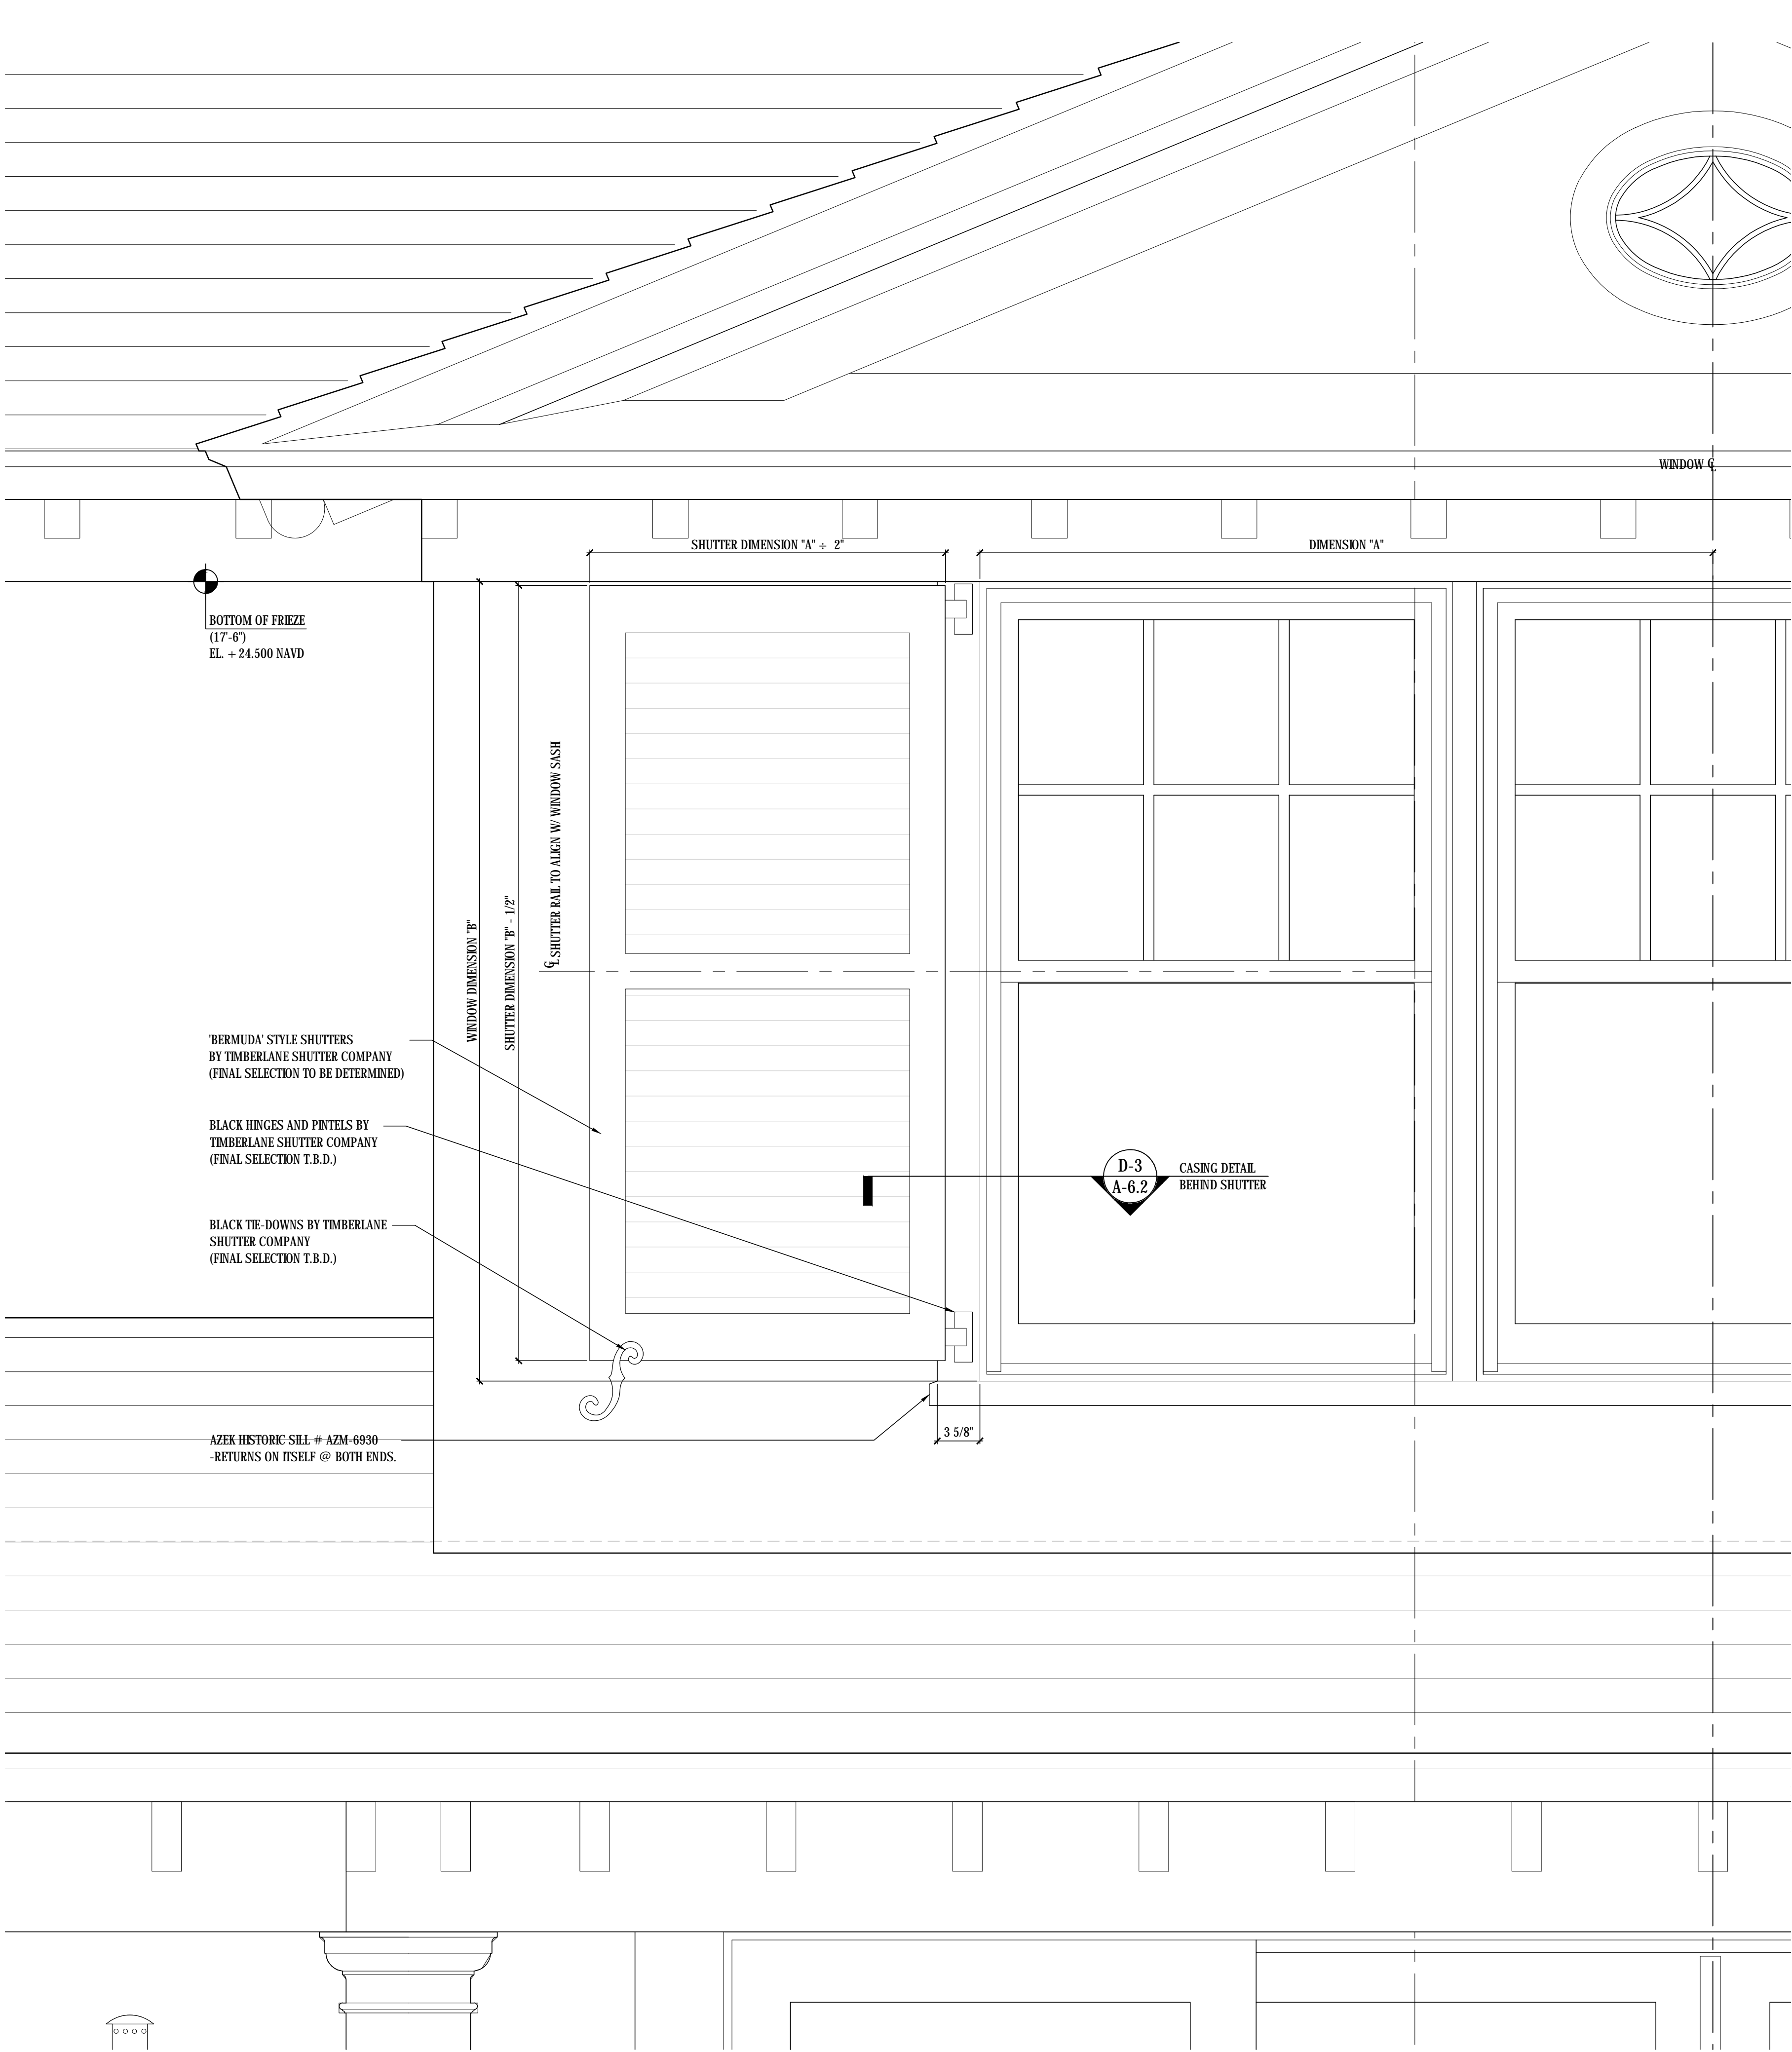 WINDOW ℄
SHUTTER DIMENSION "A" ÷ 2"
DIMENSION "A"
BOTTOM OF FRIEZE
(17'-6")
EL. + 24.500 NAVD
WINDOW DIMENSION "B"
SHUTTER DIMENSION "B" - 1/2"
℄ SHUTTER RAIL TO ALIGN W/ WINDOW SASH
'BERMUDA' STYLE SHUTTERS
BY TIMBERLANE SHUTTER COMPANY
(FINAL SELECTION TO BE DETERMINED)
BLACK HINGES AND PINTELS BY
TIMBERLANE SHUTTER COMPANY
(FINAL SELECTION T.B.D.)
D-3
A-6.2
CASING DETAIL
BEHIND SHUTTER
BLACK TIE-DOWNS BY TIMBERLANE
SHUTTER COMPANY
(FINAL SELECTION T.B.D.)
3 5/8"
AZEK HISTORIC SILL # AZM-6930
-RETURNS ON ITSELF @ BOTH ENDS.